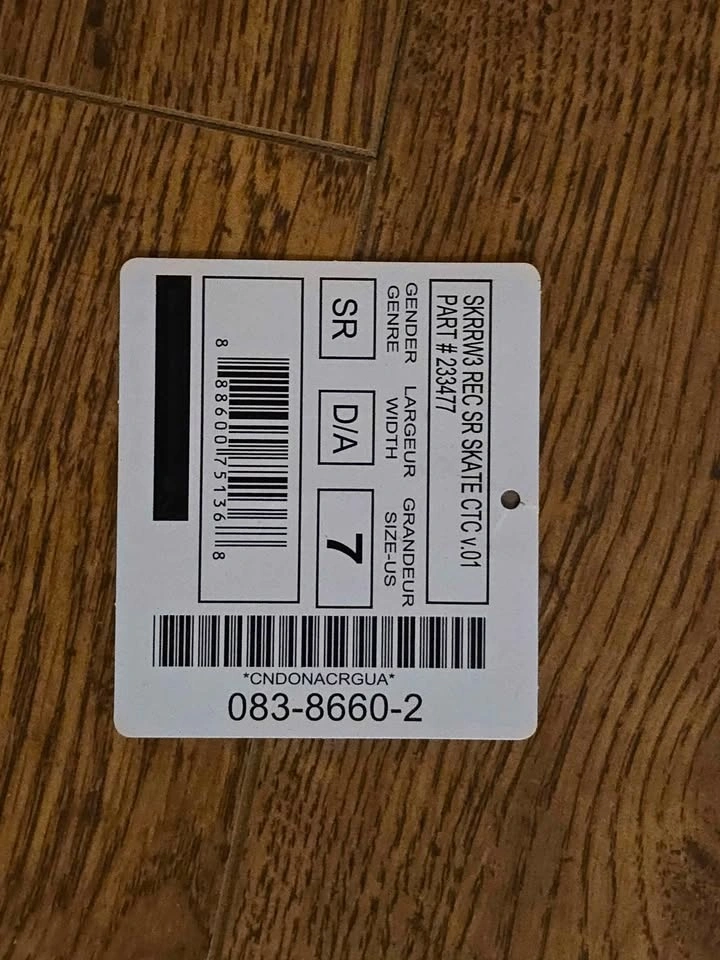 SKRRW3 REC SR SKATE CTC v.01
PART # 233477
GENDER LARGEUR GRANDEUR
GENRE WIDTH SIZE-US
SR D/A 7
8 88600 75136 8
*CNDONACRGUA*
083-8660-2